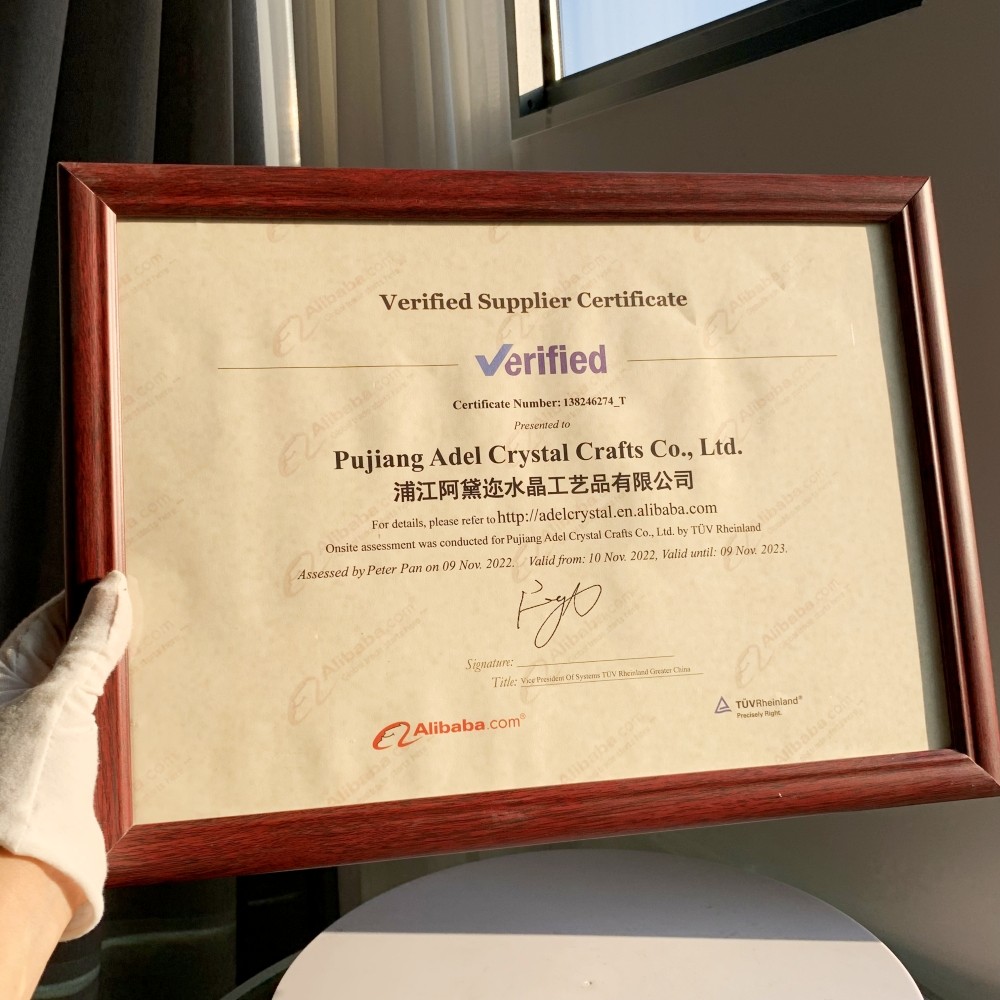 Verified Supplier Certificate
Verified
Certificate Number: 138246274_T
Presented to
Pujiang Adel Crystal Crafts Co., Ltd.
浦江阿黛迩水晶工艺品有限公司
For details, please refer to http://adelcrystal.en.alibaba.com
Onsite assessment was conducted for Pujiang Adel Crystal Crafts Co., Ltd. by TÜV Rheinland
Assessed by Peter Pan on 09 Nov. 2022. Valid from: 10 Nov. 2022, Valid until: 09 Nov. 2023.
Signature:
Title: Vice President Of Systems TÜV Rheinland Greater China
Alibaba.com®
TÜVRheinland®
Precisely Right.